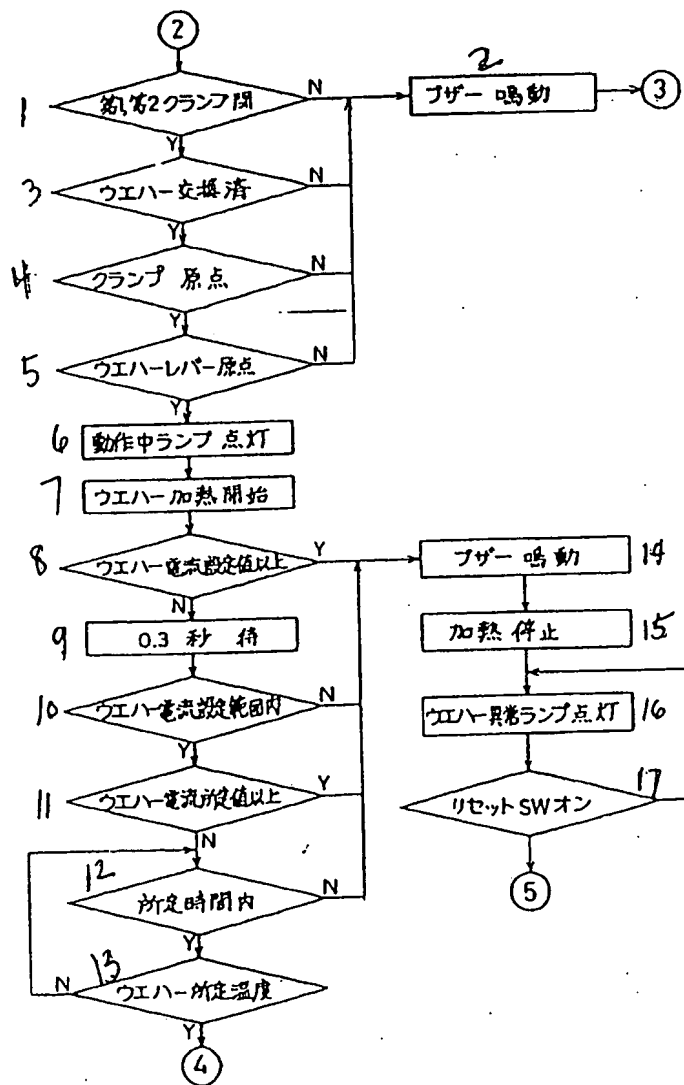 ②
1
第1,第2クランプ閉
N
Y
2
ブザー 鳴動
③
3
ウエハー交換済
N
Y
4
クランプ 原点
N
Y
5
ウエハーレバー原点
N
Y
6
動作中ランプ 点灯
7
ウエハー加熱開始
8
ウエハー電流設定値以上
Y
N
9
0.3 秒 待
10
ウエハー電流設定範囲内
N
Y
11
ウエハー電流所定値以上
Y
N
12
所定時間内
N
Y
13
ウエハー所定温度
N
Y
④
ブザー 鳴動
14
加熱 停止
15
ウエハー異常ランプ点灯
16
リセットSWオン
17
⑤